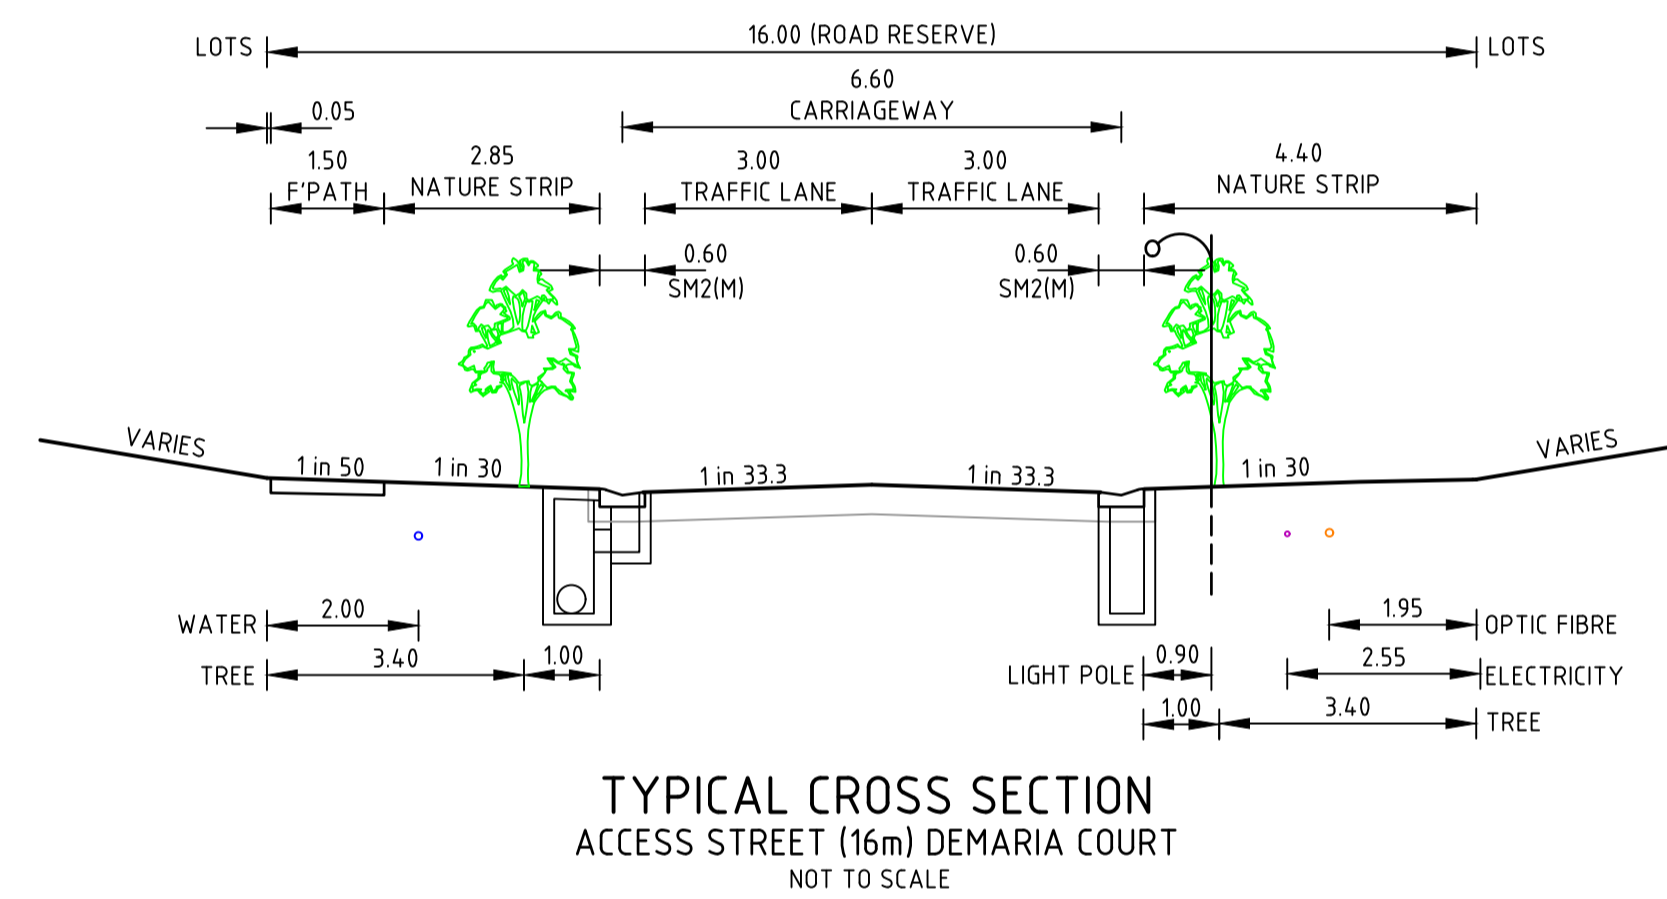 16.00 (ROAD RESERVE)
LOTS
LOTS
6.60
CARRIAGEWAY
0.05
1.50
F'PATH
2.85
NATURE STRIP
3.00
TRAFFIC LANE
3.00
TRAFFIC LANE
4.40
NATURE STRIP
0.60
SM2(M)
0.60
SM2(M)
VARIES
1 in 50
1 in 30
1 in 33.3
1 in 33.3
1 in 30
VARIES
WATER
2.00
1.95
OPTIC FIBRE
TREE
3.40
1.00
LIGHT POLE
0.90
2.55
ELECTRICITY
1.00
3.40
TREE
TYPICAL CROSS SECTION
ACCESS STREET (16m) DEMARIA COURT
NOT TO SCALE